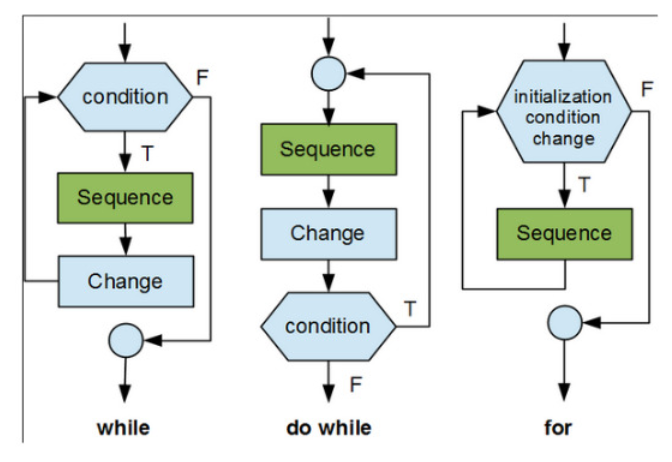 condition
F
T
Sequence
Change
while
Sequence
Change
condition
T
F
do while
initialization
condition
change
F
T
Sequence
for